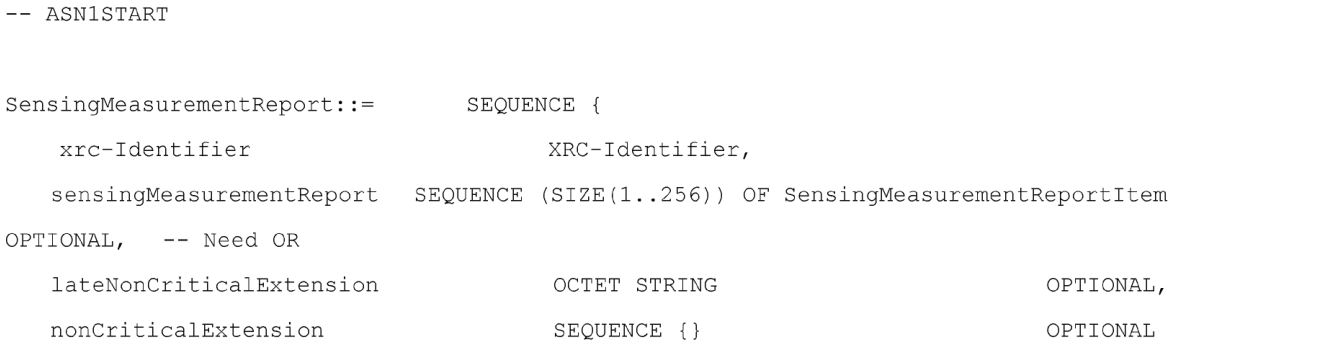 -- ASN1START
SensingMeasurementReport::= SEQUENCE {
xrc-Identifier XRC-Identifier,
sensingMeasurementReport SEQUENCE (SIZE(1..256)) OF SensingMeasurementReportItem
OPTIONAL, -- Need OR
lateNonCriticalExtension OCTET STRING OPTIONAL,
nonCriticalExtension SEQUENCE {} OPTIONAL